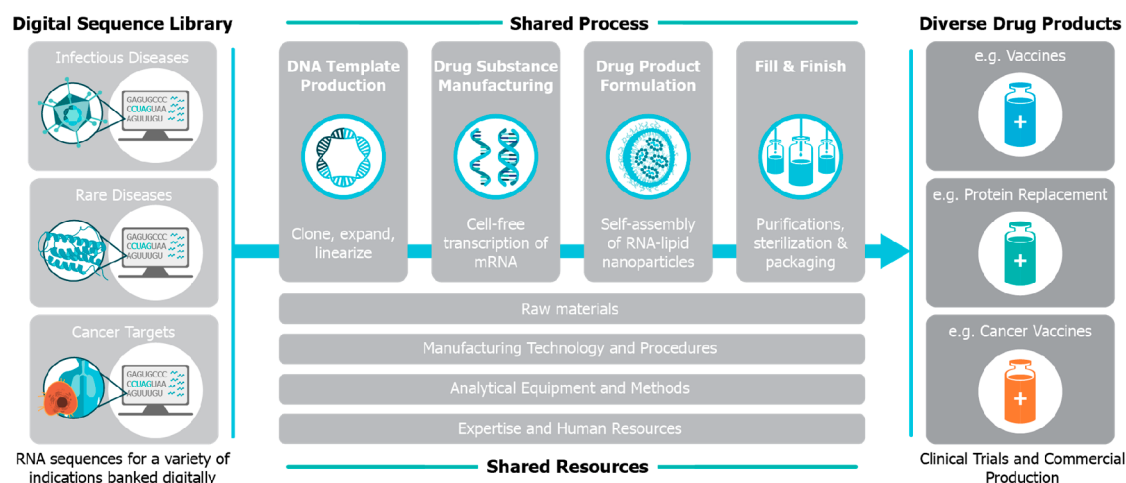 Digital Sequence Library
Infectious Diseases
GAGUGCCC
CCUAGUAA
AGUUUGU
Rare Diseases
GAGUGCCC
CCUAGUAA
AGUUUGU
Cancer Targets
GAGUGCCC
CCUAGUAA
AGUUUGU
RNA sequences for a variety of
indications banked digitally
Shared Process
DNA Template
Production
Clone, expand,
linearize
Drug Substance
Manufacturing
Cell-free
transcription of
mRNA
Drug Product
Formulation
Self-assembly
of RNA-lipid
nanoparticles
Fill & Finish
Purifications,
sterilization &
packaging
Raw materials
Manufacturing Technology and Procedures
Analytical Equipment and Methods
Expertise and Human Resources
Shared Resources
Diverse Drug Products
e.g. Vaccines
e.g. Protein Replacement
e.g. Cancer Vaccines
Clinical Trials and Commercial
Production